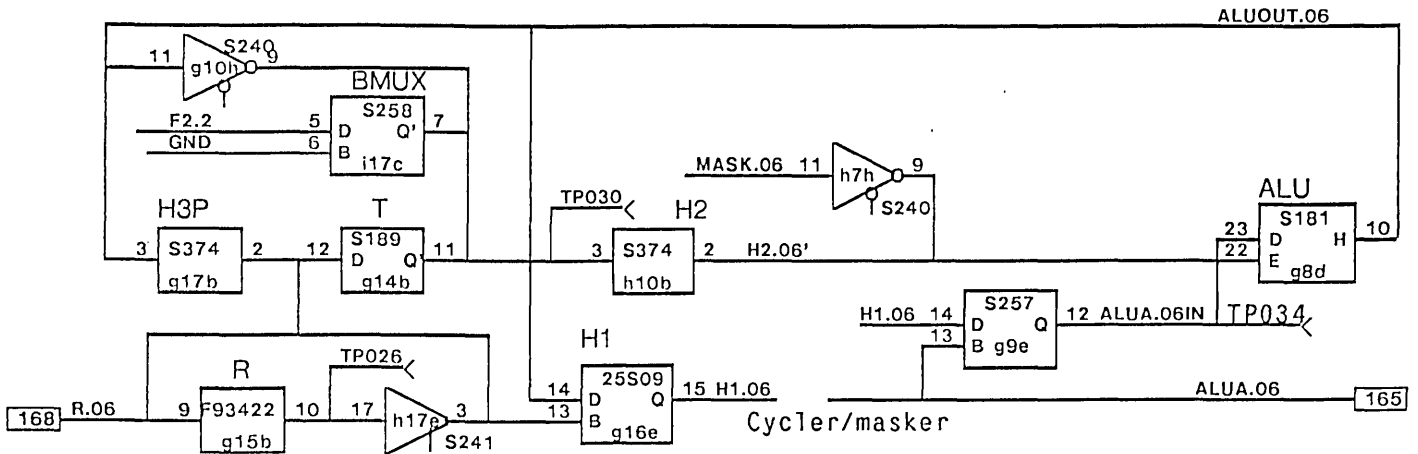 ALUOUT.06
S240
11 g10h 9
BMUX
S258
F2.2 5 D Q' 7
GND 6 B
i17c
MASK.06 11 h7h 9
S240
TP030
H3P T H2 ALU
3 S374 2 12 S189 11
D Q'
g17b g14b
3 S374 2 H2.06'
h10b
S181
23 D H 10
22 E
g8d
S257
H1.06 14 D Q 12 ALUA.06IN TP034
13 B g9e
H1
R TP026
168 R.06 9 F93422 10 17 h17e 3
g15b S241
25S09
14 D Q 15 H1.06
13 B
g16e
Cycler/masker
ALUA.06 165